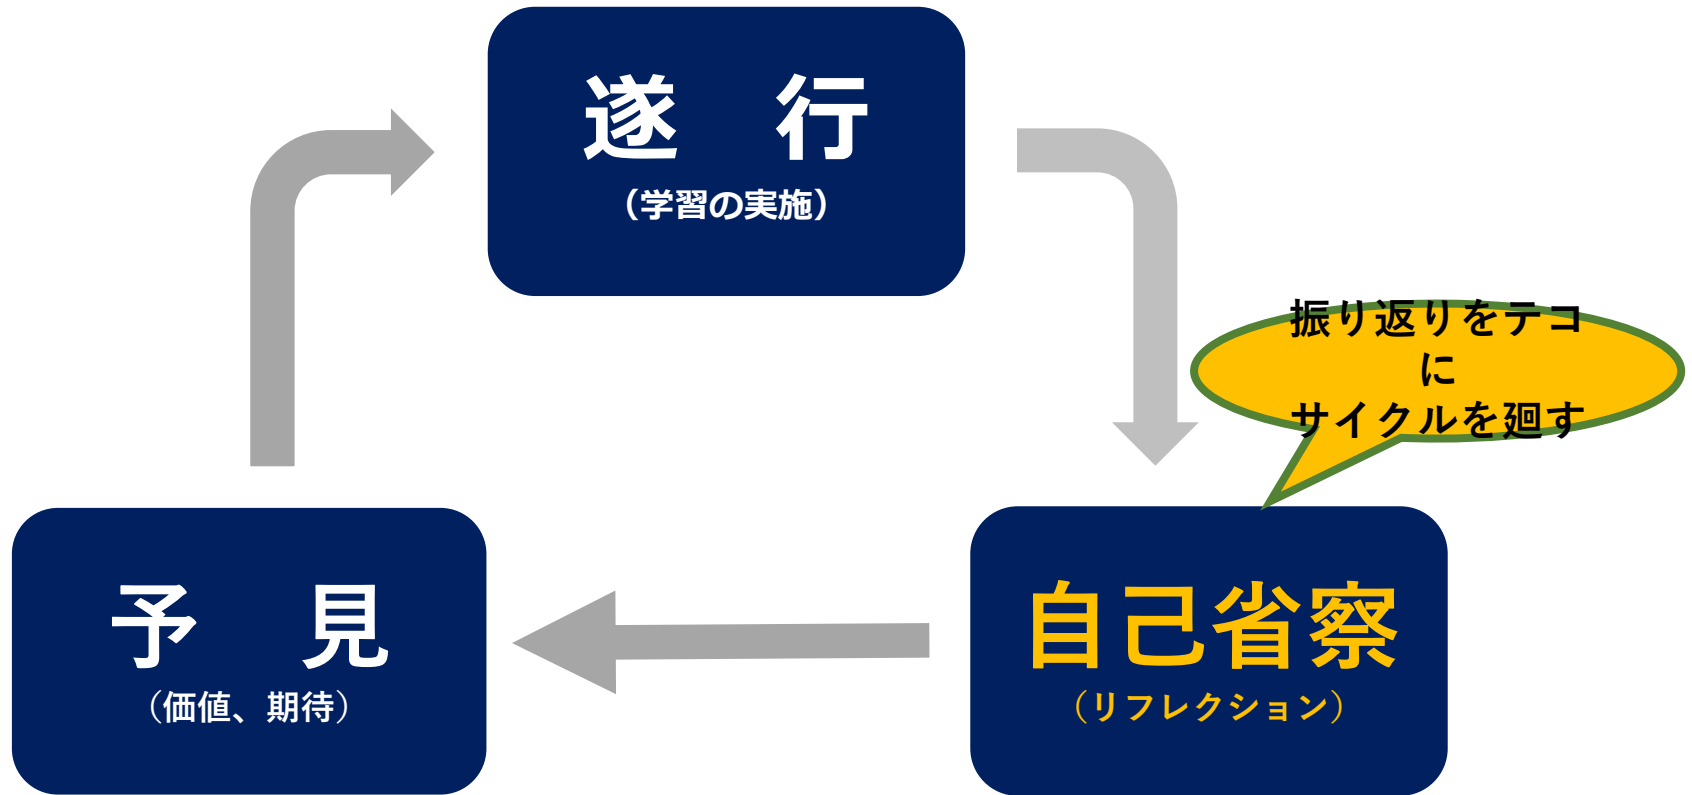 遂　行
（学習の実施）
振り返りをテコ
に
サイクルを廻す
予　見
（価値、期待）
自己省察
（リフレクション）